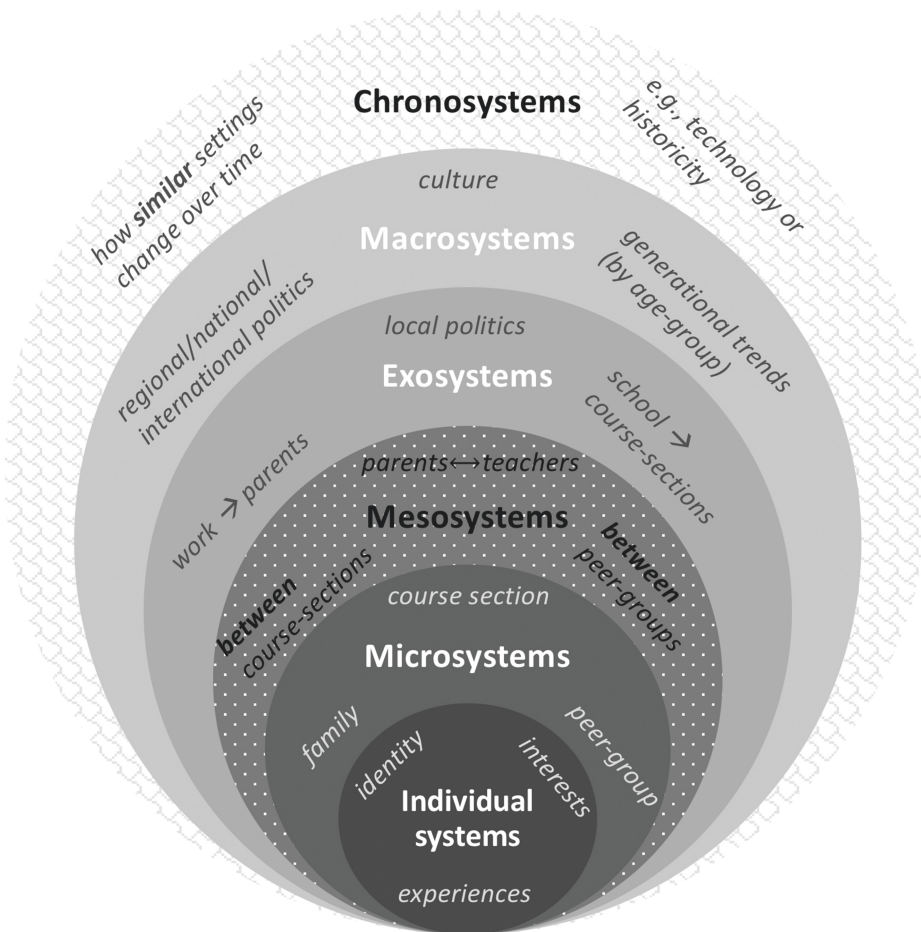 Chronosystems
how similar settings
change over time
e.g., technology or
historicity
culture
Macrosystems
regional/national/
international politics
generational trends
(by age-group)
local politics
Exosystems
work → parents
school →
course-sections
parents↔teachers
Mesosystems
between
course-sections
between
peer-groups
course section
Microsystems
family
peer-group
identity
interests
Individual
systems
experiences